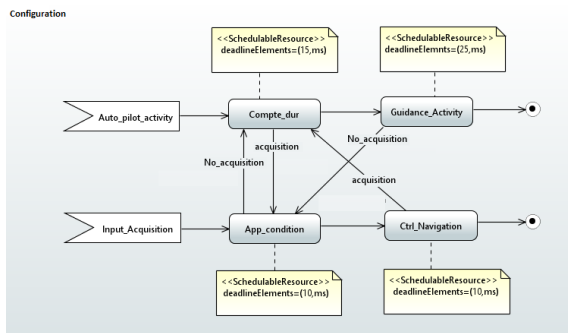 Configuration
<<SchedulableResource>>
deadlineElements=(15,ms)
<<SchedulableResource>>
deadlineElemnts=(25,ms)
Auto_pilot_activity
Compte_dur
Guidance_Activity
acquisition
No_acquisition
No_acquisition
acquisition
Input_Acquisition
App_condition
Ctrl_Navigation
<<SchedulableResource>>
deadlineElements=(10,ms)
<<SchedulableResource>>
deadlineElements=(10,ms)